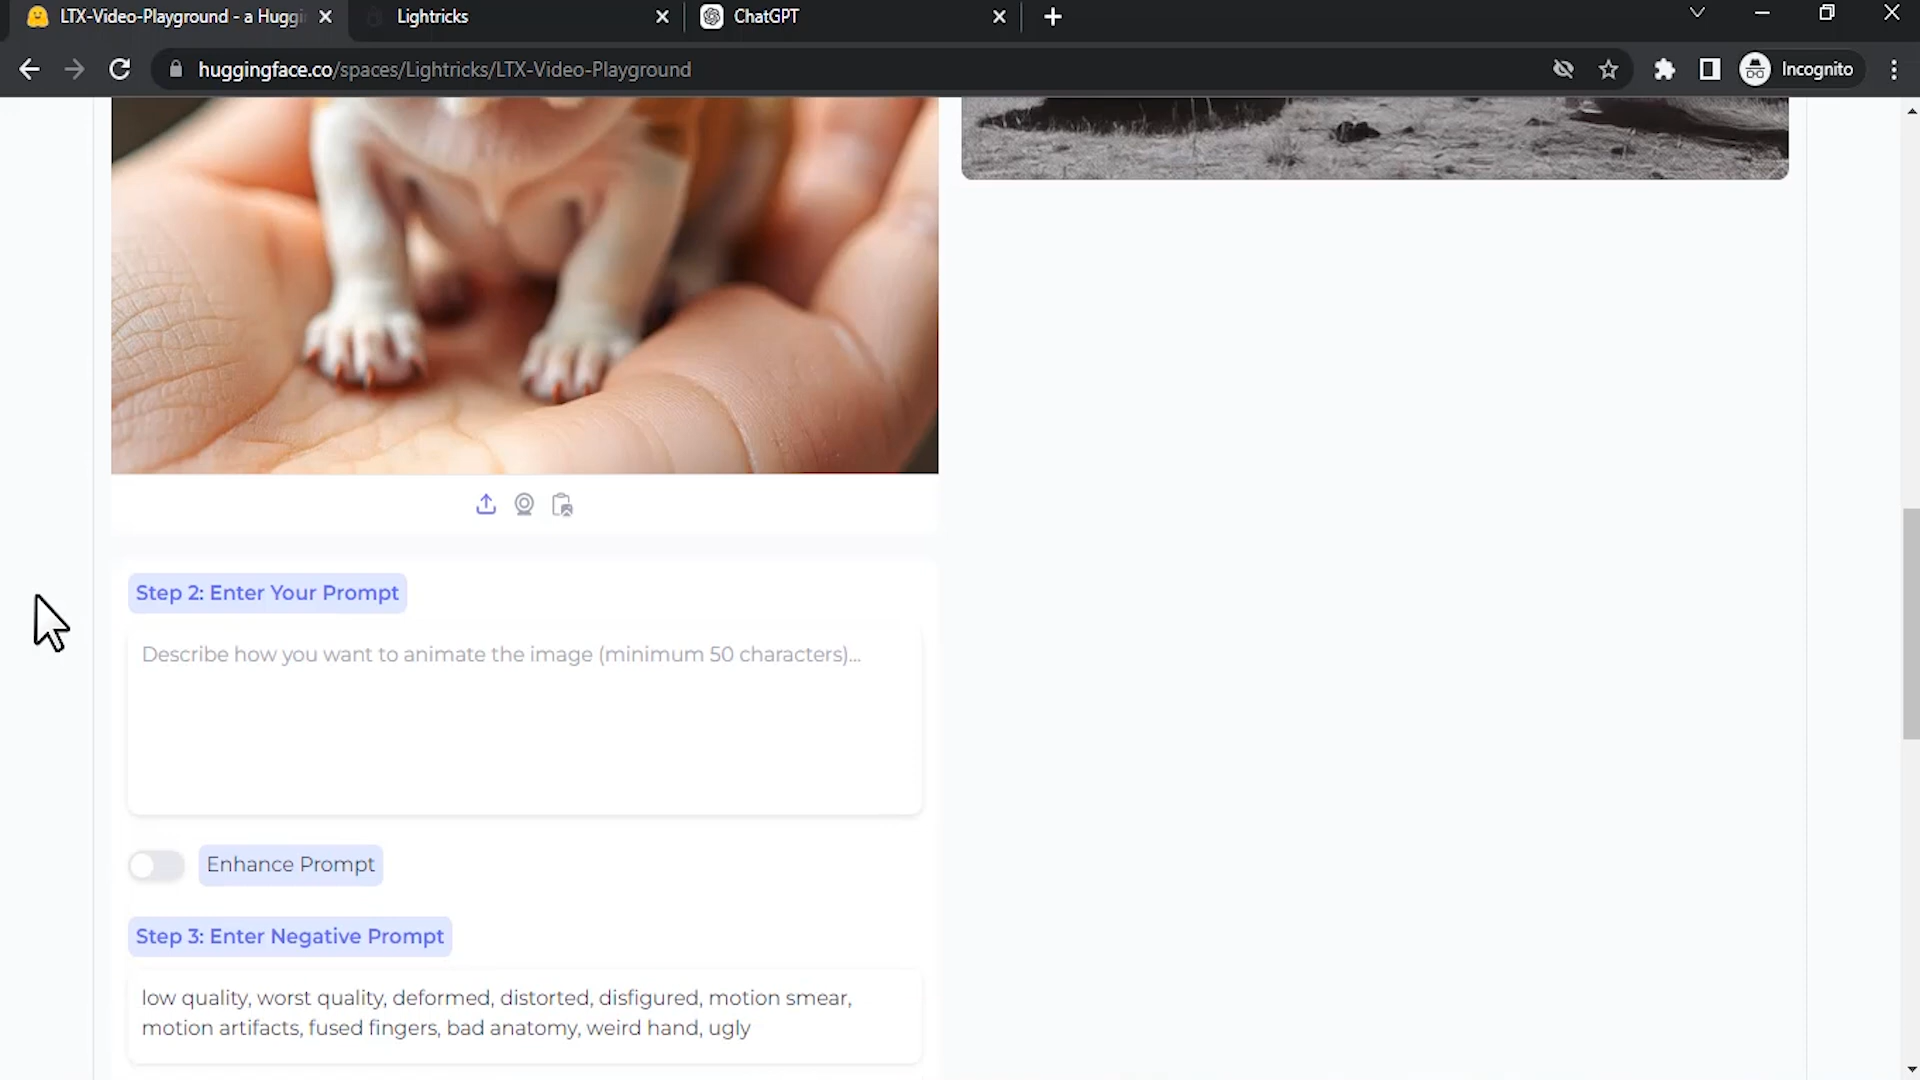 LTX-Video-Playground - a Huggi
Lightricks
ChatGPT
huggingface.co/spaces/Lightricks/LTX-Video-Playground
Incognito
Step 2: Enter Your Prompt
Describe how you want to animate the image (minimum 50 characters)...
Enhance Prompt
Step 3: Enter Negative Prompt
low quality, worst quality, deformed, distorted, disfigured, motion smear,
motion artifacts, fused fingers, bad anatomy, weird hand, ugly